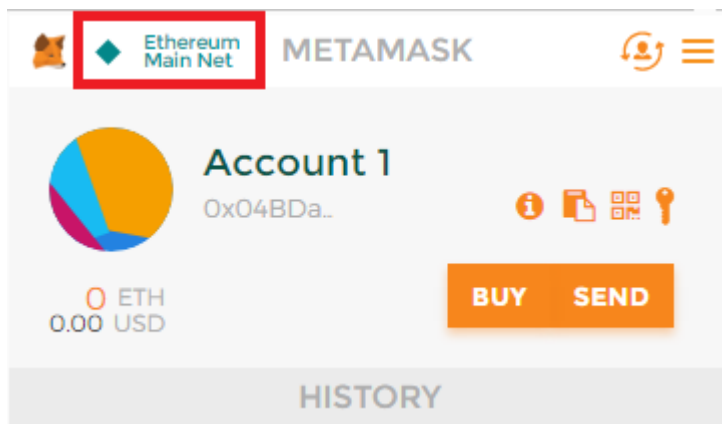 Ethereum
Main Net
METAMASK
Account 1
0x04BDa..
0 ETH
0.00 USD
BUY SEND
HISTORY